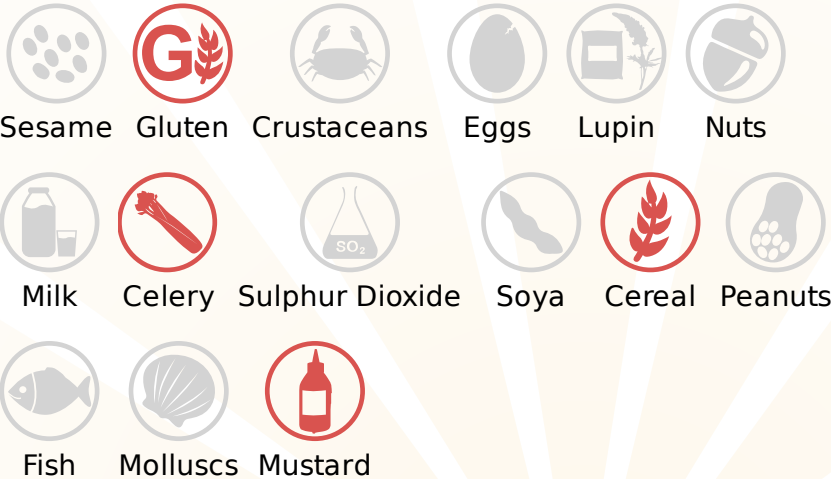 G
Sesame Gluten Crustaceans Eggs Lupin Nuts
SO₂
Milk Celery Sulphur Dioxide Soya Cereal Peanuts
Fish Molluscs Mustard